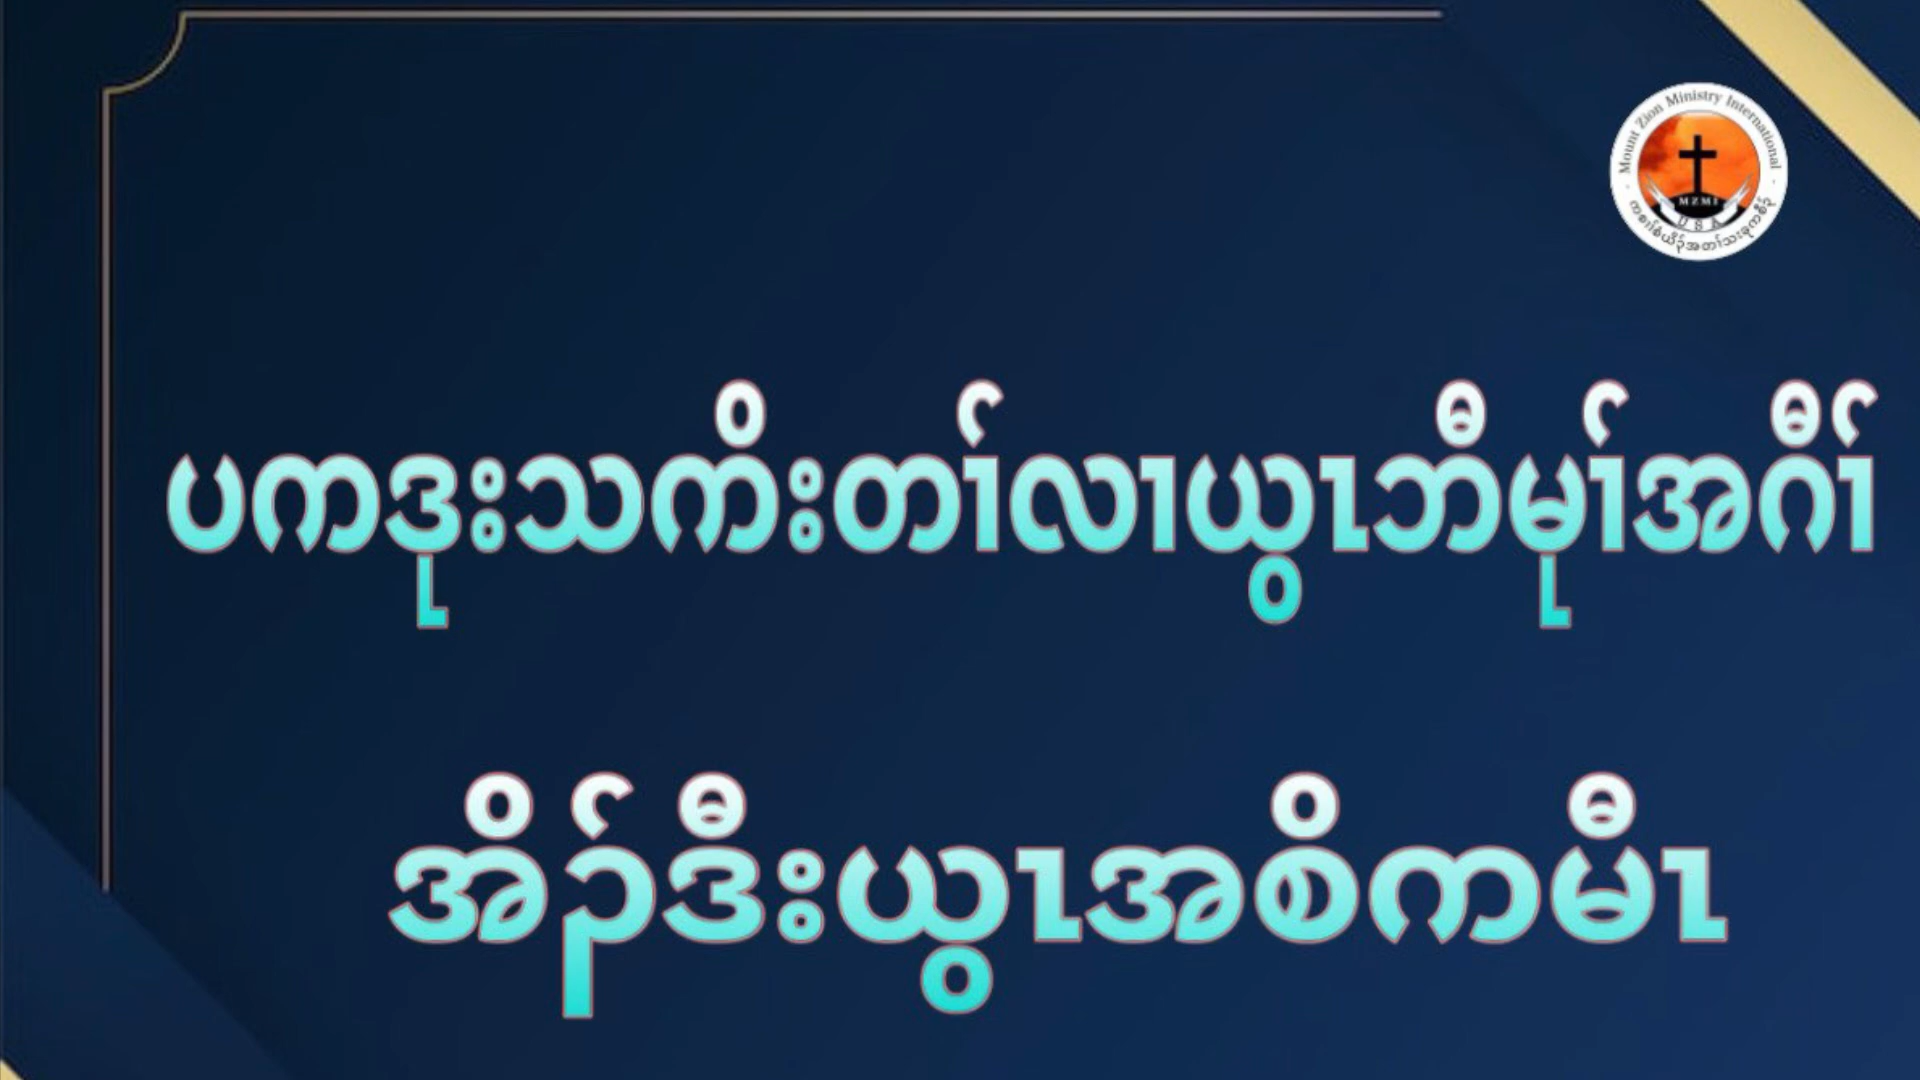 Mount Zion Ministry International
MZMI
USA
ပကဒုးသကိးတၢ်လၢယွၤဘီမုၢ်အဂီၢ်
အိၣ်ဒီးယွၤအစိကမီၤ